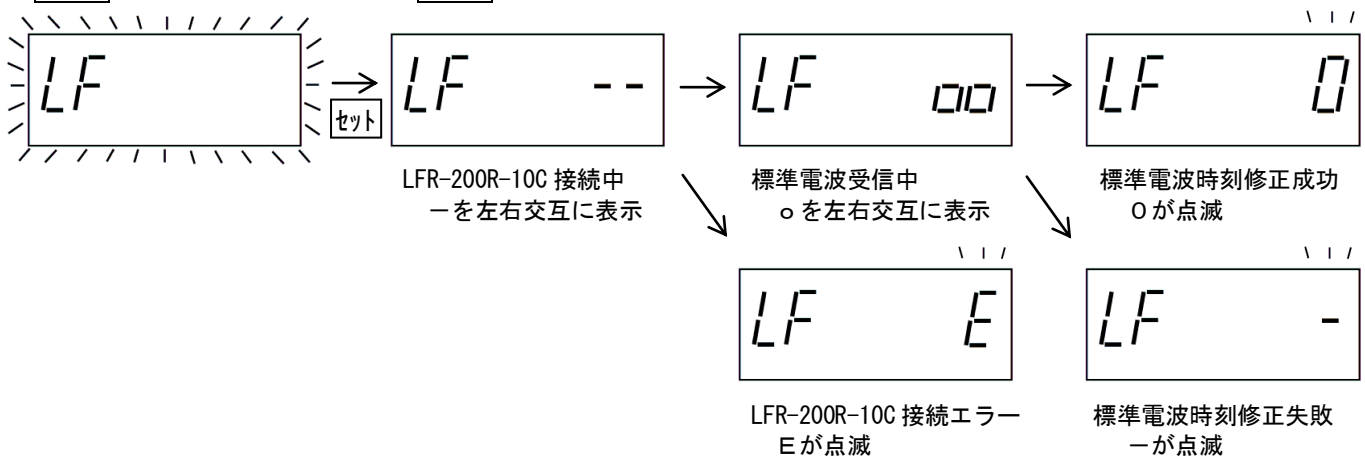 LF
セット
LF --
LF oo
LF 0
LFR-200R-10C 接続中
－を左右交互に表示
標準電波受信中
ｏを左右交互に表示
標準電波時刻修正成功
０が点滅
LF E
LF -
LFR-200R-10C 接続エラー
Ｅが点滅
標準電波時刻修正失敗
－が点滅